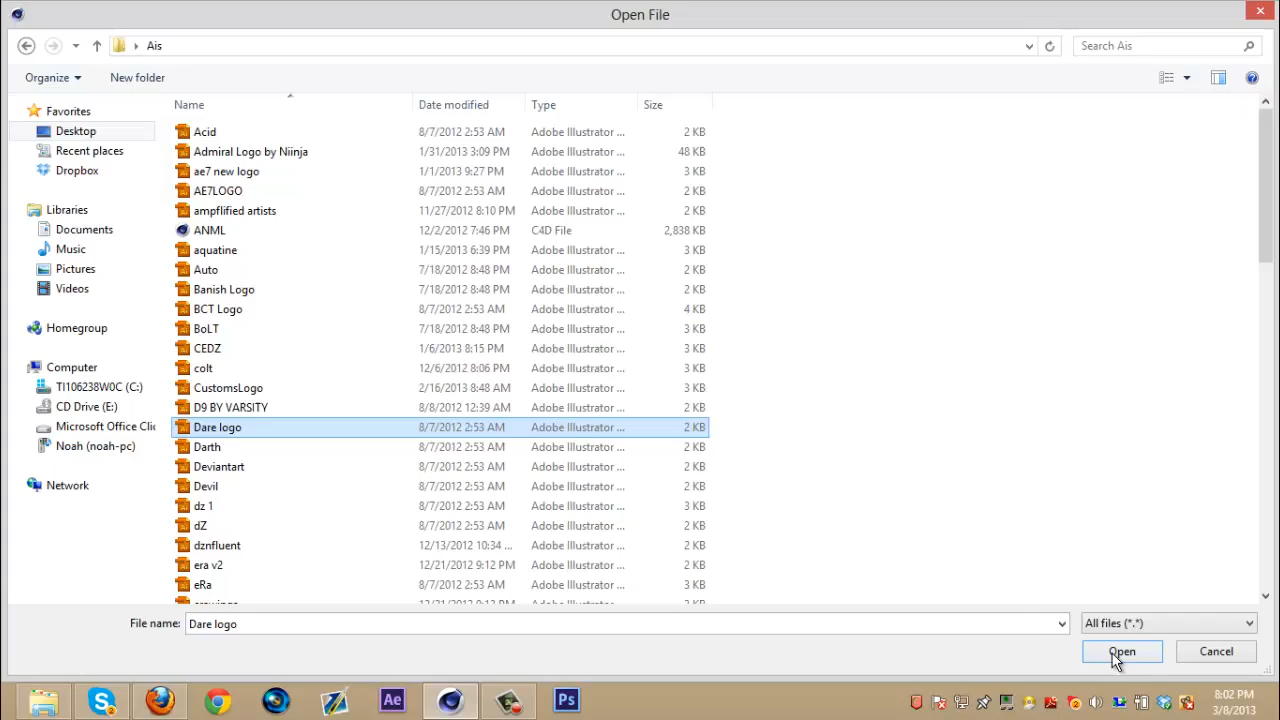 Open File
Ais
Search Ais
Organize
New folder
Name Date modified Type Size
Favorites
Desktop
Recent places
Dropbox
Libraries
Documents
Music
Pictures
Videos
Homegroup
Computer
TI106238W0C (C:)
CD Drive (E:)
Microsoft Office Clic
Noah (noah-pc)
Network
Acid 8/7/2012 2:53 AM Adobe Illustrator ... 2 KB
Admiral Logo by Niinja 1/31/2013 3:09 PM Adobe Illustrator ... 48 KB
ae7 new logo 1/1/2013 9:27 PM Adobe Illustrator ... 3 KB
AE7LOGO 8/7/2012 2:53 AM Adobe Illustrator ... 2 KB
ampflified artists 11/27/2012 8:10 PM Adobe Illustrator ... 2 KB
ANML 12/2/2012 7:46 PM C4D File 2,838 KB
aquatine 1/15/2013 6:39 PM Adobe Illustrator ... 3 KB
Auto 7/18/2012 8:48 PM Adobe Illustrator ... 2 KB
Banish Logo 7/18/2012 8:48 PM Adobe Illustrator ... 2 KB
BCT Logo 8/7/2012 2:53 AM Adobe Illustrator ... 4 KB
BoLT 7/18/2012 8:48 PM Adobe Illustrator ... 3 KB
CEDZ 1/6/2013 8:15 PM Adobe Illustrator ... 3 KB
colt 12/6/2012 8:06 PM Adobe Illustrator ... 2 KB
CustomsLogo 2/16/2013 8:48 AM Adobe Illustrator ... 3 KB
D9 BY VARSITY 8/8/2012 12:39 AM Adobe Illustrator ... 2 KB
Dare logo 8/7/2012 2:53 AM Adobe Illustrator ... 2 KB
Darth 8/7/2012 2:53 AM Adobe Illustrator ... 2 KB
Deviantart 8/7/2012 2:53 AM Adobe Illustrator ... 2 KB
Devil 8/7/2012 2:53 AM Adobe Illustrator ... 2 KB
dz 1 8/7/2012 2:53 AM Adobe Illustrator ... 3 KB
dZ 8/7/2012 2:53 AM Adobe Illustrator ... 2 KB
dznfluent 12/13/2012 10:34 ... Adobe Illustrator ... 2 KB
era v2 12/21/2012 9:12 PM Adobe Illustrator ... 2 KB
eRa 8/7/2012 2:53 AM Adobe Illustrator ... 3 KB
File name: Dare logo All files (*.*)
Open Cancel
Ae Ps
8:02 PM
3/8/2013